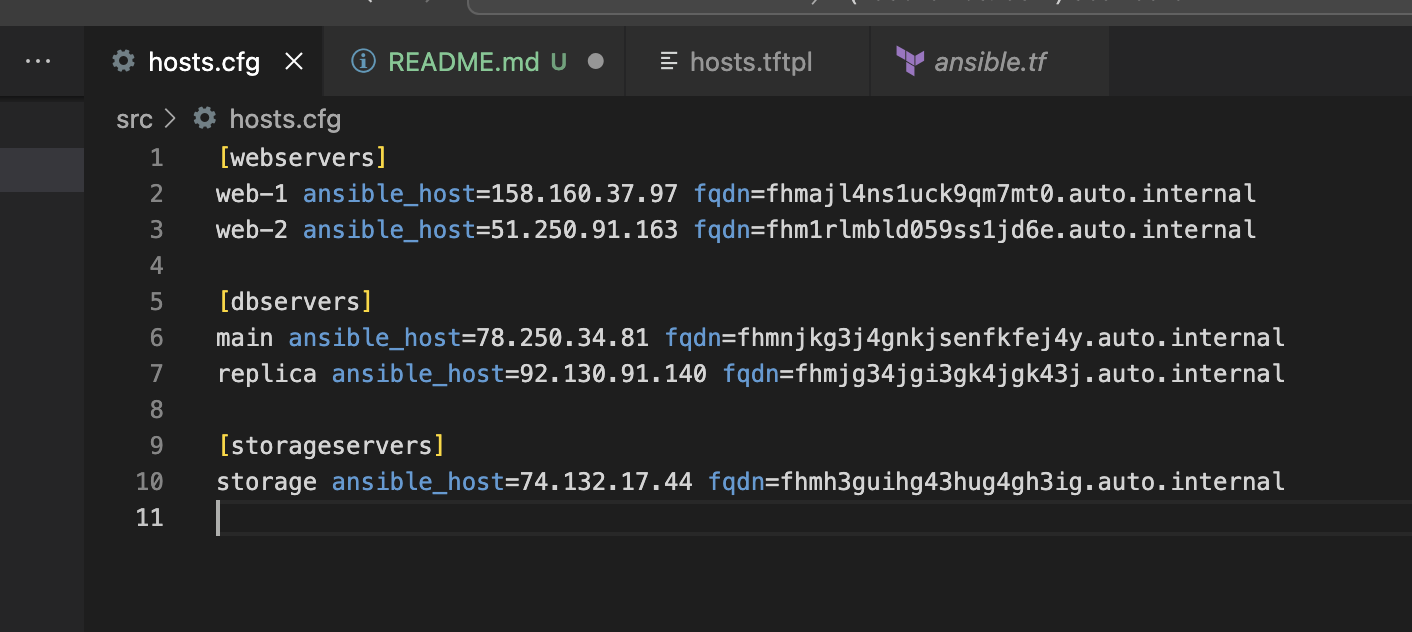 hosts.cfg
README.md U
hosts.tftpl
ansible.tf
src > hosts.cfg
1 [webservers]
2 web-1 ansible_host=158.160.37.97 fqdn=fhmajl4ns1uck9qm7mt0.auto.internal
3 web-2 ansible_host=51.250.91.163 fqdn=fhm1rlmbld059ss1jd6e.auto.internal
4
5 [dbservers]
6 main ansible_host=78.250.34.81 fqdn=fhmnjkg3j4gnkjsenfkfej4y.auto.internal
7 replica ansible_host=92.130.91.140 fqdn=fhmjg34jgi3gk4jgk43j.auto.internal
8
9 [storageservers]
10 storage ansible_host=74.132.17.44 fqdn=fhmh3guihg43hug4gh3ig.auto.internal
11